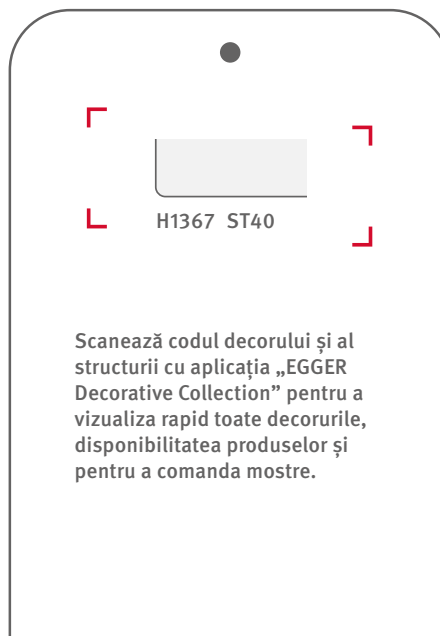 H1367 ST40
Scanează codul decorului și al
structurii cu aplicația „EGGER
Decorative Collection” pentru a
vizualiza rapid toate decorurile,
disponibilitatea produselor și
pentru a comanda mostre.